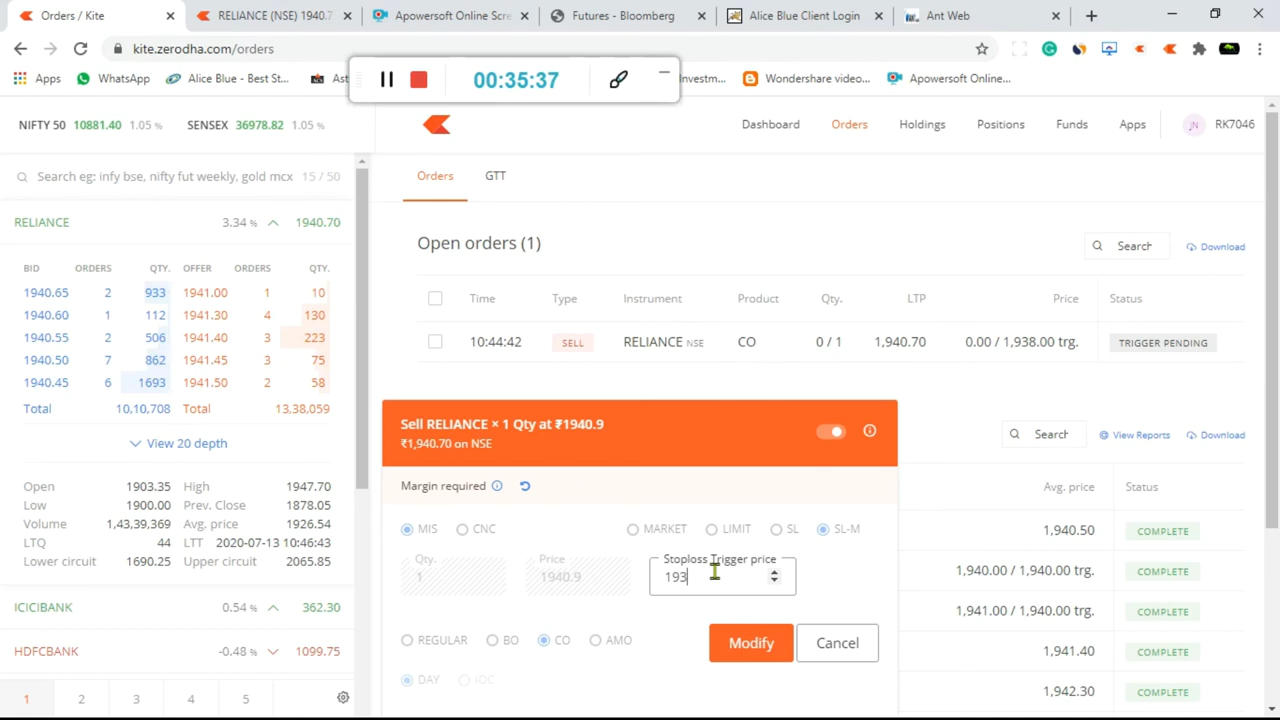 Orders / Kite
RELIANCE (NSE) 1940.7
Apowersoft Online Scre
Futures - Bloomberg
Alice Blue Client Login
Ant Web
kite.zerodha.com/orders
Apps
WhatsApp
Alice Blue - Best St...
Ast
00:35:37
Investm...
Wondershare video...
Apowersoft Online...
NIFTY 50 10881.40 1.05 %
SENSEX 36978.82 1.05 %
Dashboard
Orders
Holdings
Positions
Funds
Apps
JN
RK7046
Search eg: infy bse, nifty fut weekly, gold mcx 15 / 50
Orders
GTT
RELIANCE 3.34 % 1940.70
Open orders (1)
Search
Download
BID ORDERS QTY. OFFER ORDERS QTY.
1940.65 2 933 1941.00 1 10
1940.60 1 112 1941.30 4 130
1940.55 2 506 1941.40 3 223
1940.50 7 862 1941.45 3 75
1940.45 6 1693 1941.50 2 58
Total 10,10,708 Total 13,38,059
View 20 depth
Time Type Instrument Product Qty. LTP Price Status
10:44:42 SELL RELIANCE NSE CO 0 / 1 1,940.70 0.00 / 1,938.00 trg. TRIGGER PENDING
Open 1903.35 High 1947.70
Low 1900.00 Prev. Close 1878.05
Volume 1,43,39,369 Avg. price 1926.54
LTQ 44 LTT 2020-07-13 10:46:43
Lower circuit 1690.25 Upper circuit 2065.85
ICICIBANK 0.54 % 362.30
HDFCBANK -0.48 % 1099.75
1 2 3 4 5
Sell RELIANCE × 1 Qty at ₹1940.9
₹1,940.70 on NSE
Margin required
MIS CNC MARKET LIMIT SL SL-M
Qty. Price Stoploss Trigger price
1 1940.9 193
REGULAR BO CO AMO
Modify Cancel
DAY IOC
Search
View Reports
Download
Avg. price Status
1,940.50 COMPLETE
1,940.00 / 1,940.00 trg. COMPLETE
1,941.00 / 1,940.00 trg. COMPLETE
1,941.40 COMPLETE
1,942.30 COMPLETE